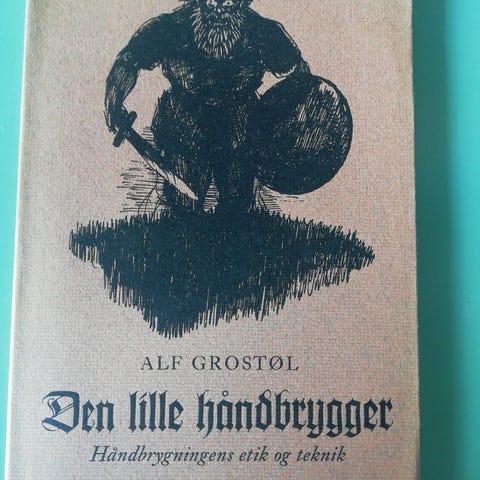 ALF GROSTØL
Den lille håndbrygger
Håndbrygningens etik og teknik